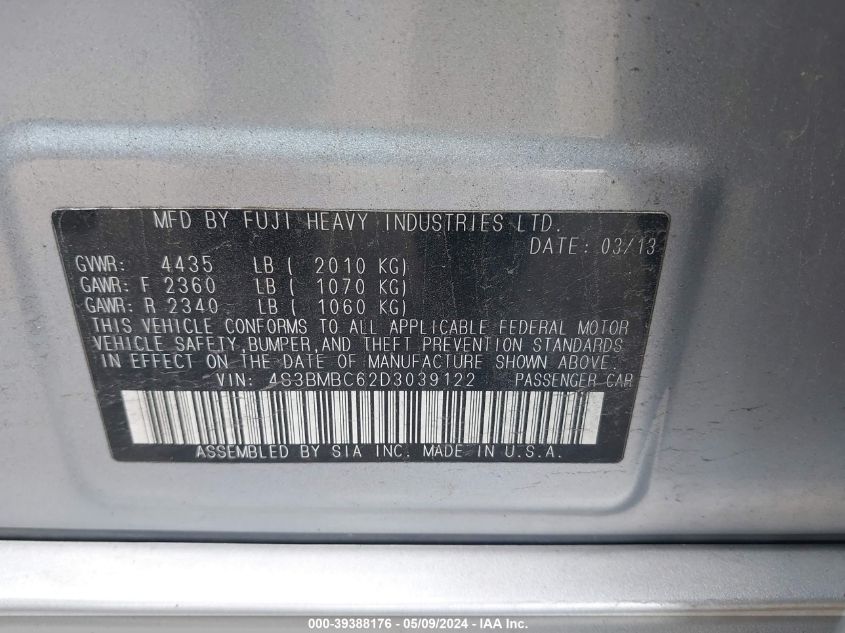 MFD BY FUJI HEAVY INDUSTRIES LTD.
DATE: 03/13
GVWR: 4435 LB ( 2010 KG)
GAWR: F 2360 LB ( 1070 KG)
GAWR: R 2340 LB ( 1060 KG)
THIS VEHICLE CONFORMS TO ALL APPLICABLE FEDERAL MOTOR
VEHICLE SAFETY,BUMPER,AND THEFT PREVENTION STANDARDS
IN EFFECT ON THE DATE OF MANUFACTURE SHOWN ABOVE.
VIN: 4S3BMBC62D3039122 PASSENGER CAR
ASSEMBLED BY SIA INC. MADE IN U.S.A.
000-39388176 - 05/09/2024 - IAA Inc.